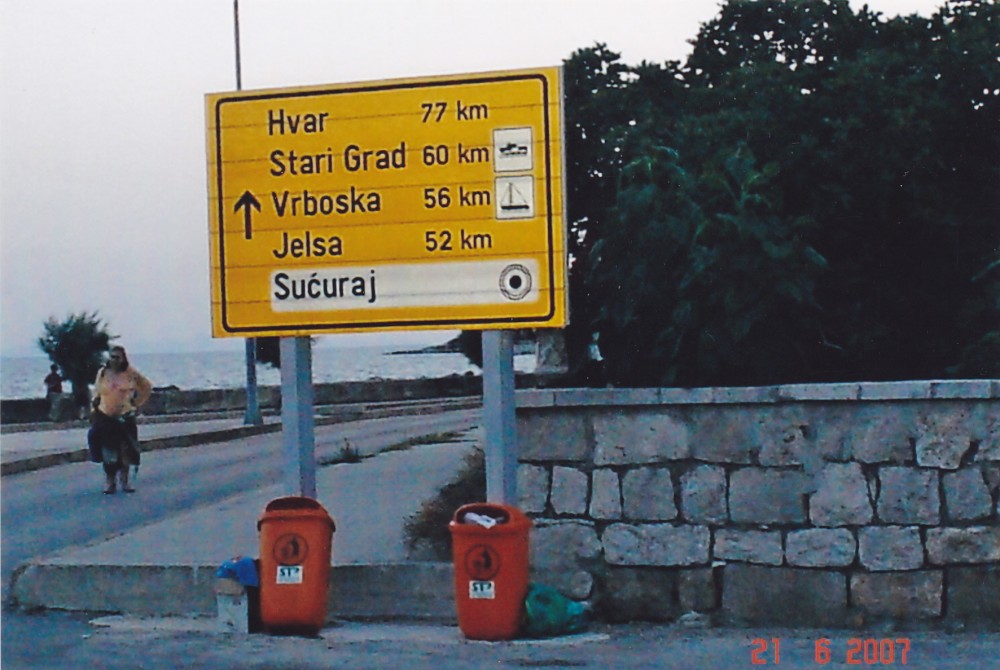 Hvar 77 km
Stari Grad 60 km
Vrboska 56 km
Jelsa 52 km
Sućuraj
21 6 2007